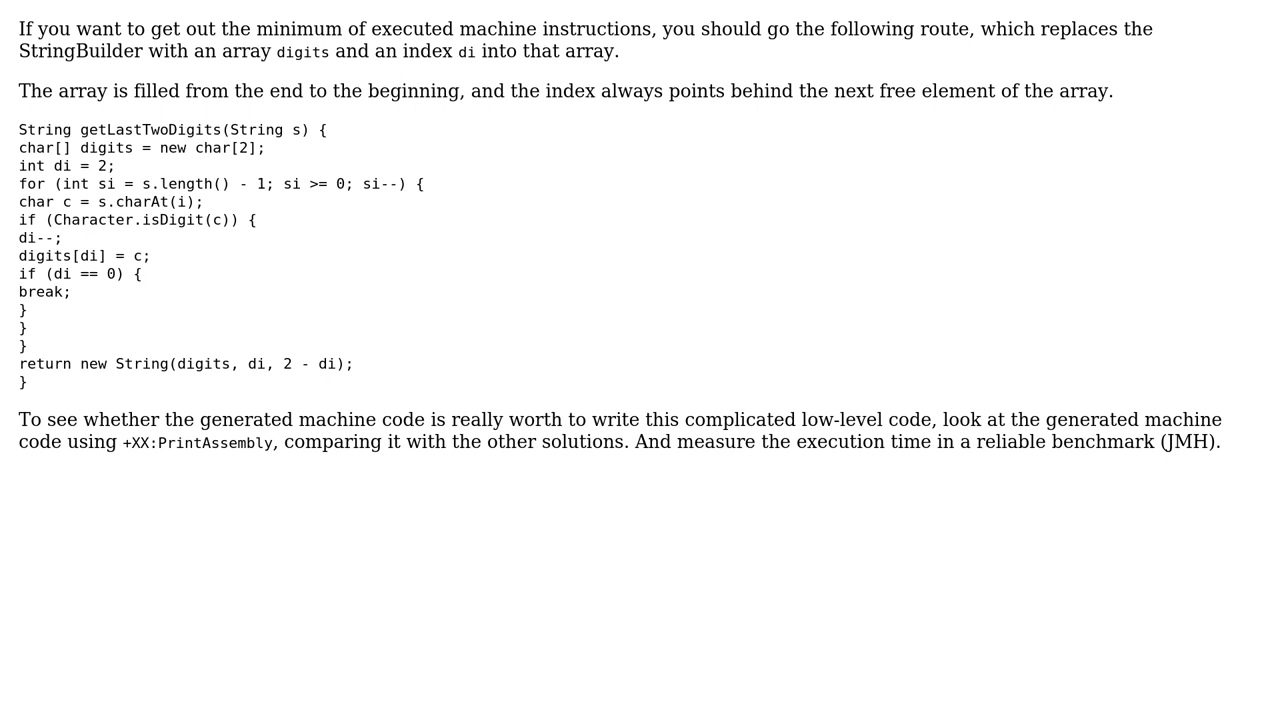 If you want to get out the minimum of executed machine instructions, you should go the following route, which replaces the
StringBuilder with an array digits and an index di into that array.
The array is filled from the end to the beginning, and the index always points behind the next free element of the array.
String getLastTwoDigits(String s) {
char[] digits = new char[2];
int di = 2;
for (int si = s.length() - 1; si >= 0; si--) {
char c = s.charAt(i);
if (Character.isDigit(c)) {
di--;
digits[di] = c;
if (di == 0) {
break;
}
}
}
return new String(digits, di, 2 - di);
}
To see whether the generated machine code is really worth to write this complicated low-level code, look at the generated machine
code using +XX:PrintAssembly, comparing it with the other solutions. And measure the execution time in a reliable benchmark (JMH).